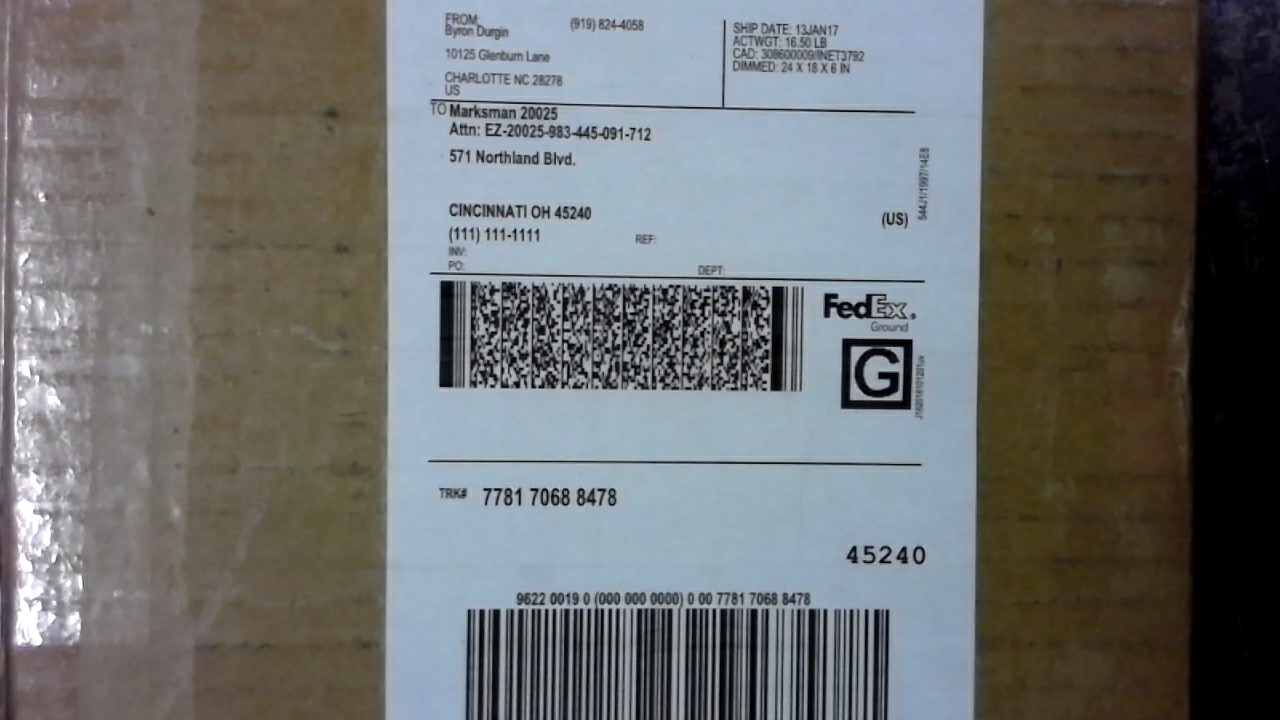 FROM:
Byron Durgin
(919) 824-4058
10125 Glenburn Lane
CHARLOTTE NC 28278
US
SHIP DATE: 13JAN17
ACTWGT: 16.50 LB
CAD: 308600009/INET3792
DIMMED: 24 X 18 X 6 IN
TO Marksman 20025
Attn: EZ-20025-983-445-091-712
571 Northland Blvd.
CINCINNATI OH 45240
(US)
(111) 111-1111
REF:
INV:
PO:
DEPT:
544J1/1997/14EB
FedEx®
Ground
G
TRK# 7781 7068 8478
45240
9622 0019 0 (000 000 0000) 0 00 7781 7068 8478